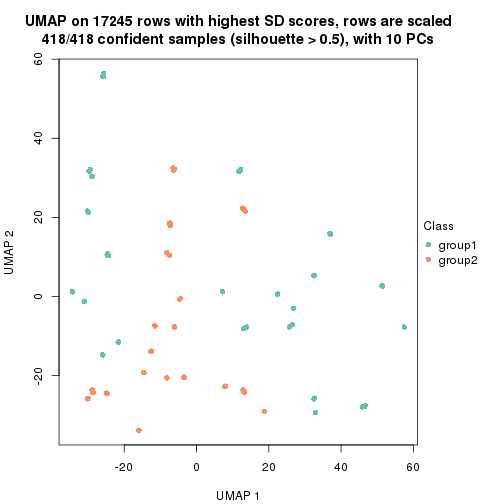 UMAP on 17245 rows with highest SD scores, rows are scaled
418/418 confident samples (silhouette > 0.5), with 10 PCs
60
40
20
0
-20
UMAP 2
Class
group1
group2
-20
0
20
40
60
UMAP 1